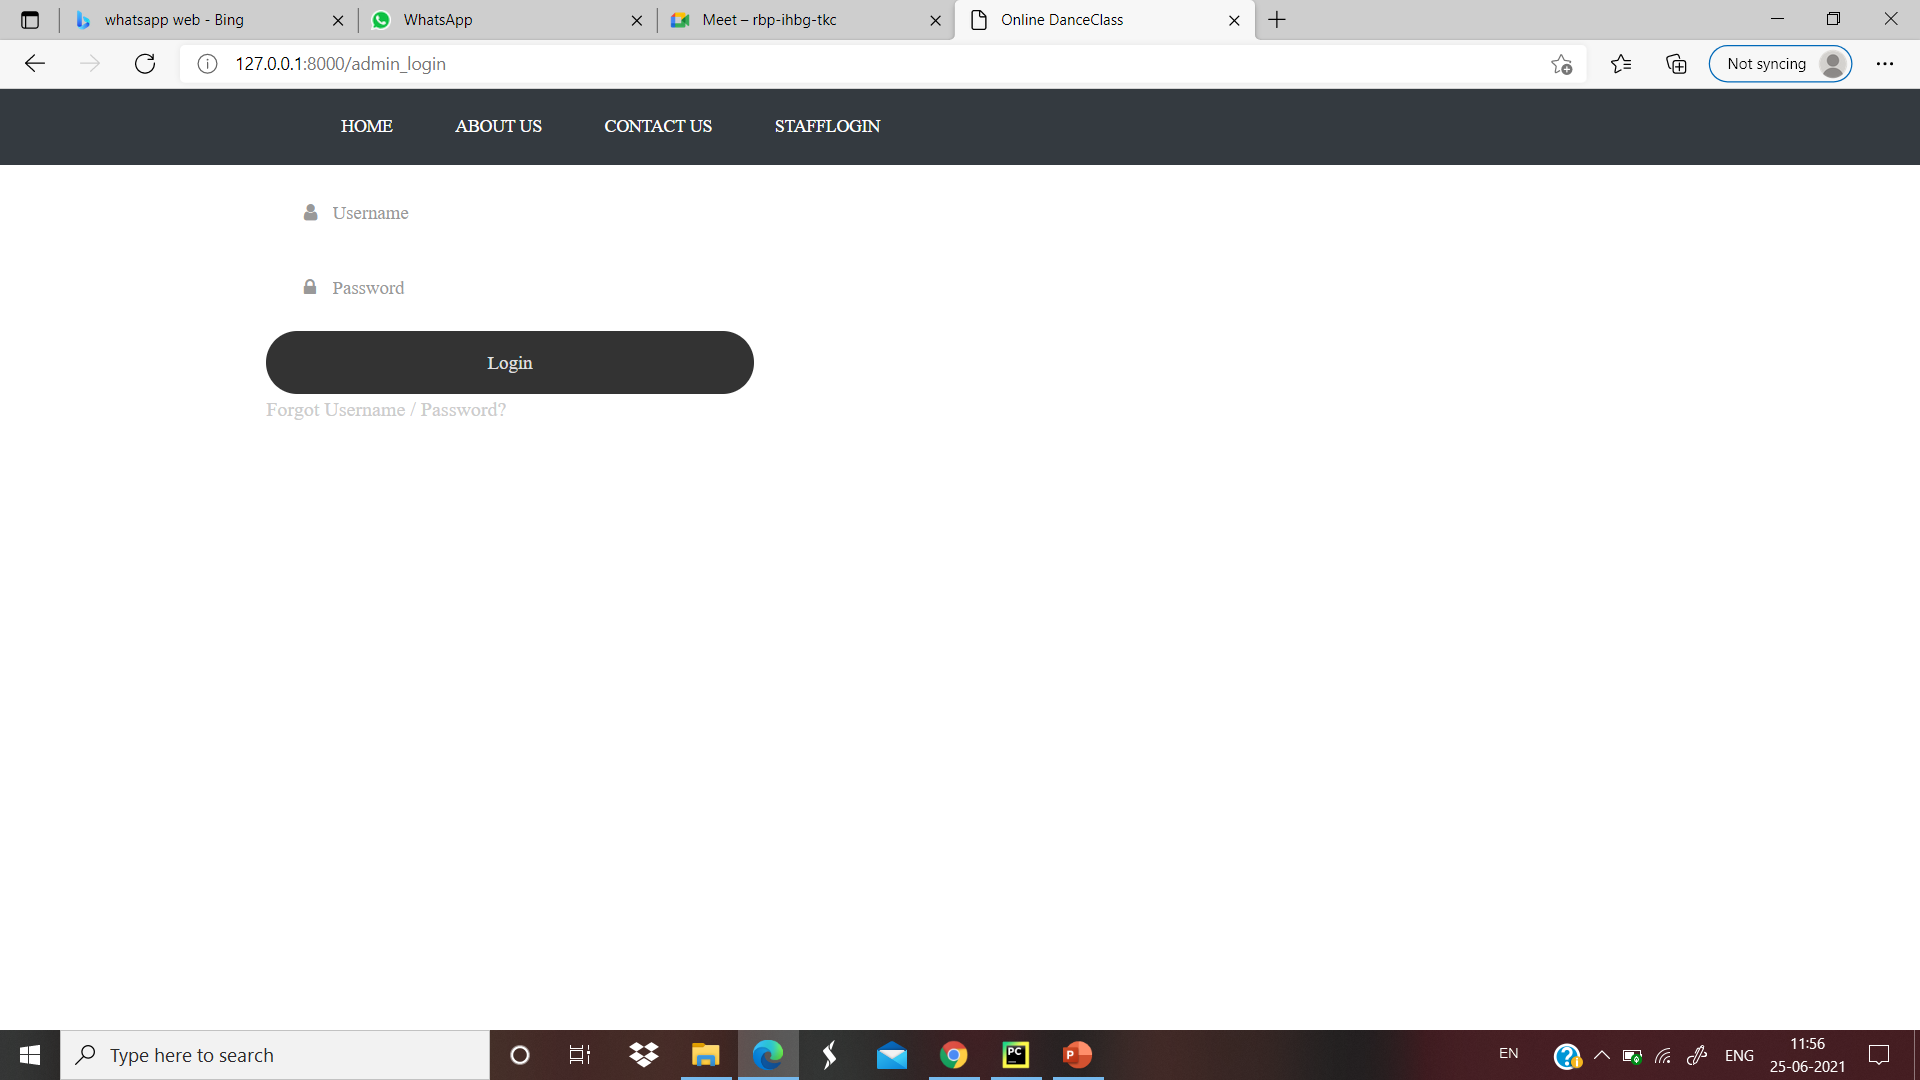 whatsapp web - Bing
WhatsApp
Meet – rbp-ihbg-tkc
Online DanceClass
127.0.0.1:8000/admin_login
Not syncing
HOME
ABOUT US
CONTACT US
STAFFLOGIN
Username
Password
Login
Forgot Username / Password?
Type here to search
PC
P
EN
ENG
11:56
25-06-2021